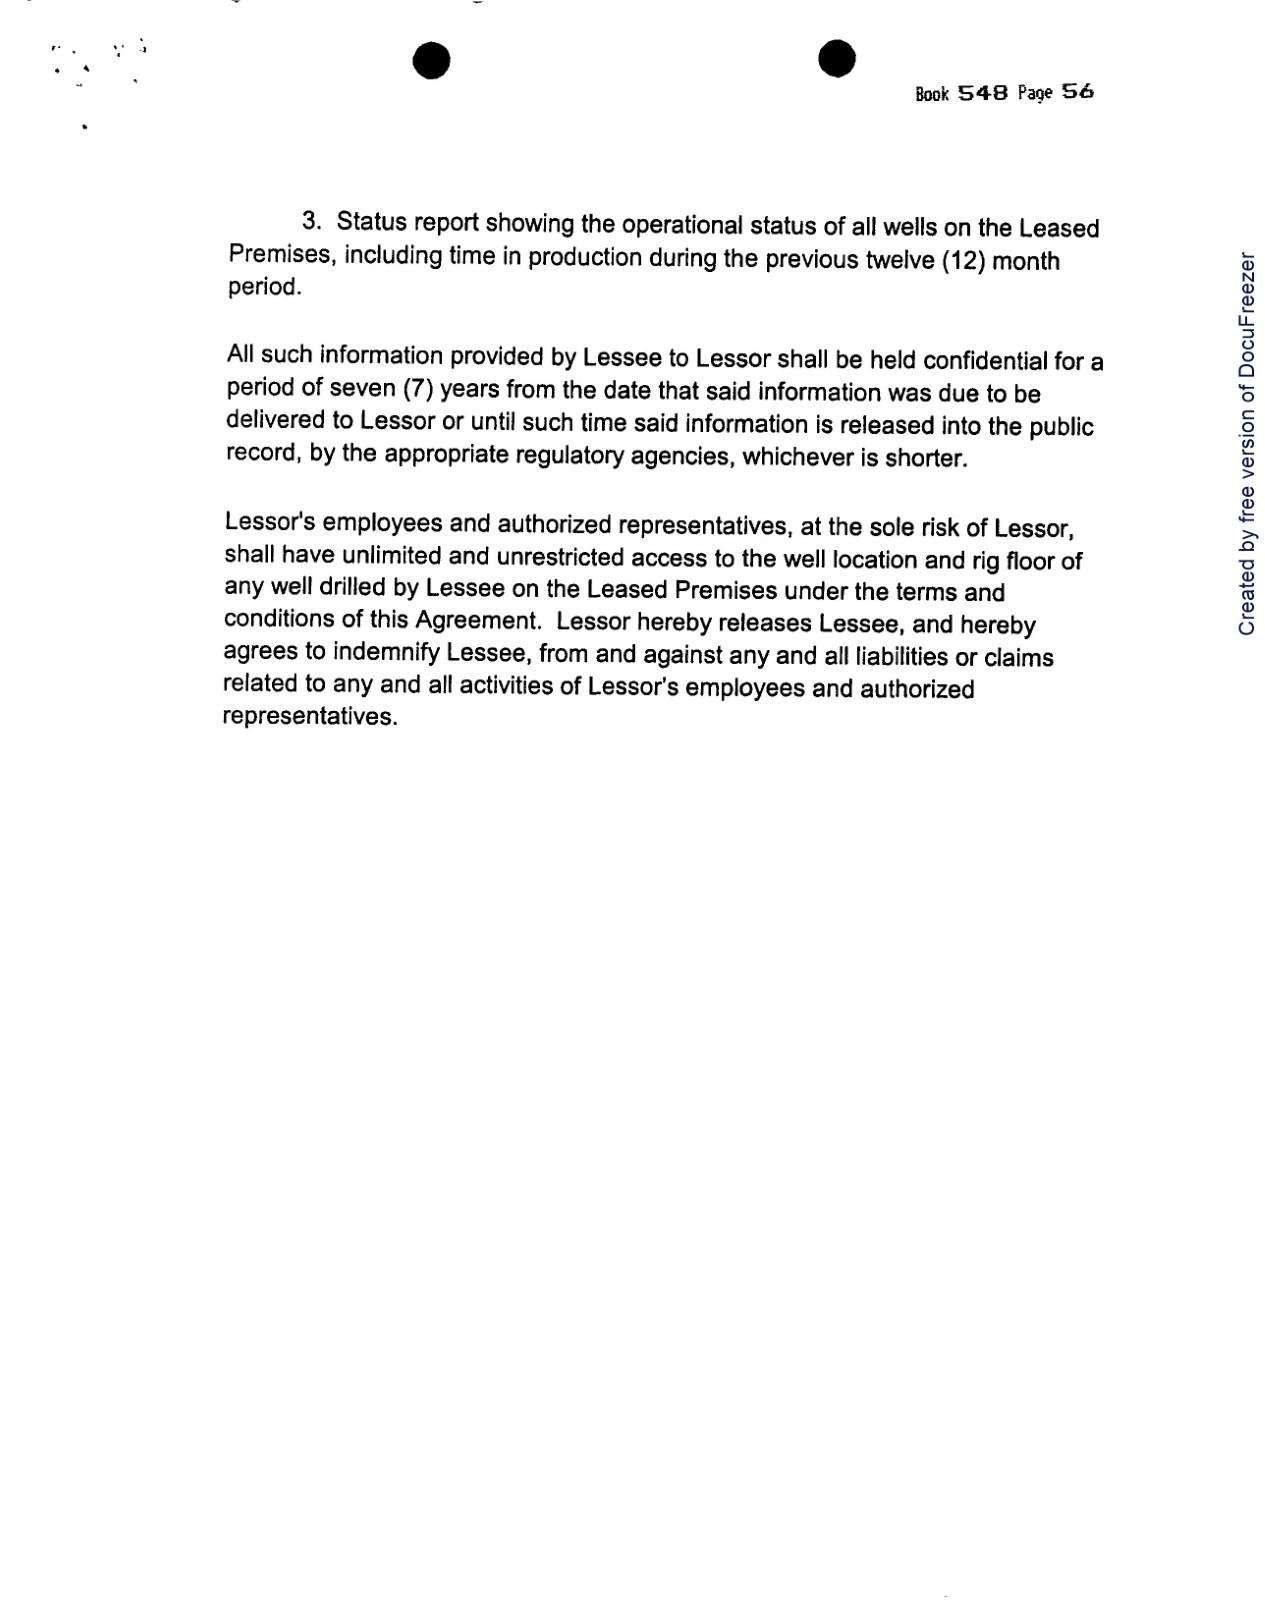 Book 548 Page 56
3. Status report showing the operational status of all wells on the Leased
Premises, including time in production during the previous twelve (12) month
period.
All such information provided by Lessee to Lessor shall be held confidential for a
period of seven (7) years from the date that said information was due to be
delivered to Lessor or until such time said information is released into the public
record, by the appropriate regulatory agencies, whichever is shorter.
Lessor's employees and authorized representatives, at the sole risk of Lessor,
shall have unlimited and unrestricted access to the well location and rig floor of
any well drilled by Lessee on the Leased Premises under the terms and
conditions of this Agreement. Lessor hereby releases Lessee, and hereby
agrees to indemnify Lessee, from and against any and all liabilities or claims
related to any and all activities of Lessor's employees and authorized
representatives.
Created by free version of DocuFreezer